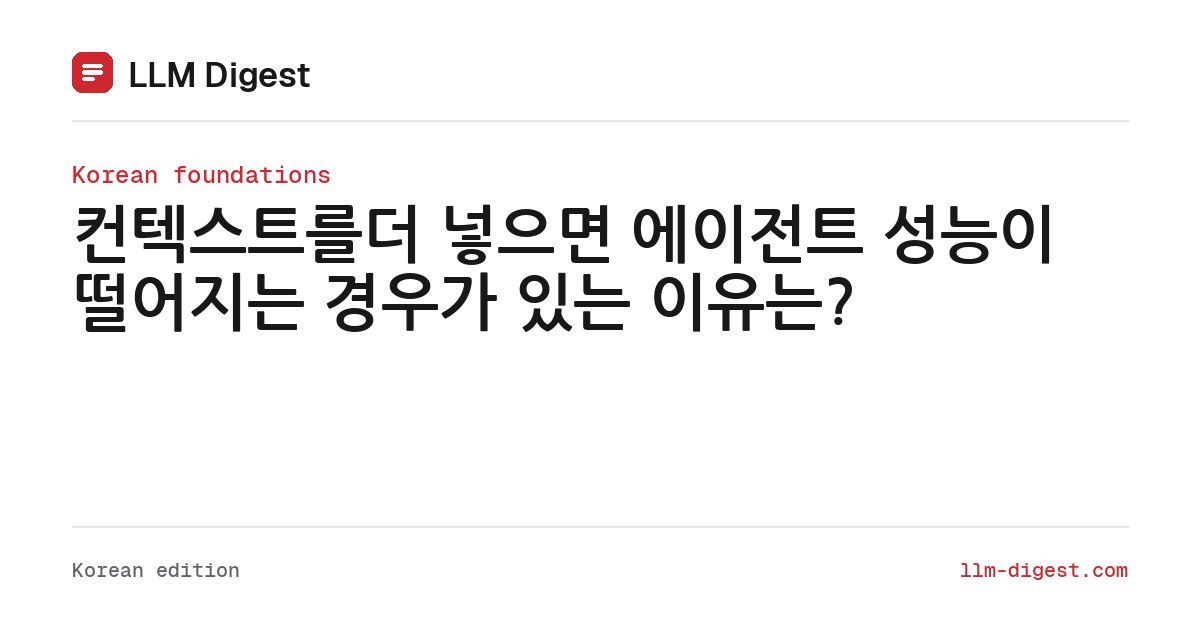 LLM Digest
Korean foundations
컨텍스트를더 넣으면 에이전트 성능이
떨어지는 경우가 있는 이유는?
Korean edition
llm-digest.com